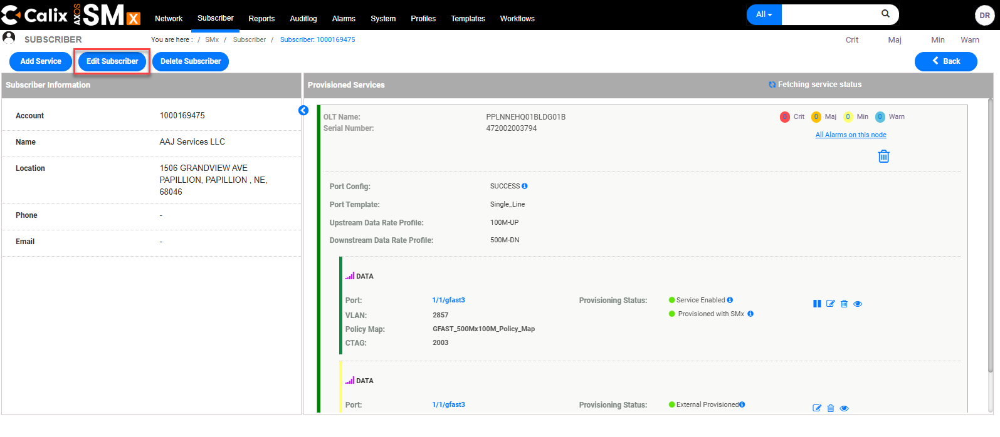 Calix AXOS SMx
Network Subscriber Reports Auditlog Alarms System Profiles Templates Workflows
All
DR
SUBSCRIBER
You are here : / SMx / Subscriber / Subscriber: 1000169475
Crit Maj Min Warn
Add Service Edit Subscriber Delete Subscriber
Back
Subscriber Information
Account 1000169475
Name AAJ Services LLC
Location 1506 GRANDVIEW AVE
PAPILLION, PAPILLION , NE,
68046
Phone -
Email -
Provisioned Services Fetching service status
OLT Name: PPLNNEHQ01BLDG01B
0 Crit 0 Maj 0 Min 0 Warn
Serial Number: 472002003794
All Alarms on this node
Port Config: SUCCESS
Port Template: Single_Line
Upstream Data Rate Profile: 100M-UP
Downstream Data Rate Profile: 500M-DN
DATA
Port: 1/1/gfast3 Provisioning Status: Service Enabled
Provisioned with SMx
VLAN: 2857
Policy Map: GFAST_500Mx100M_Policy_Map
CTAG: 2003
DATA
Port: 1/1/gfast3 Provisioning Status: External Provisioned